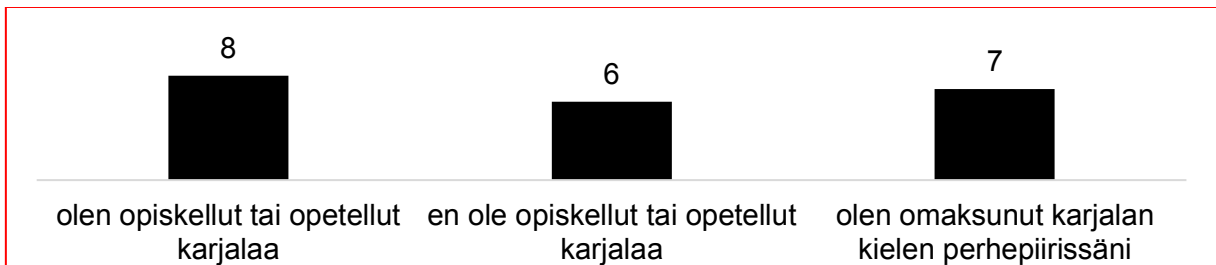 8
6
7
olen opiskellut tai opetellut
karjalaa
en ole opiskellut tai opetellut
karjalaa
olen omaksunut karjalan
kielen perhepiirissäni